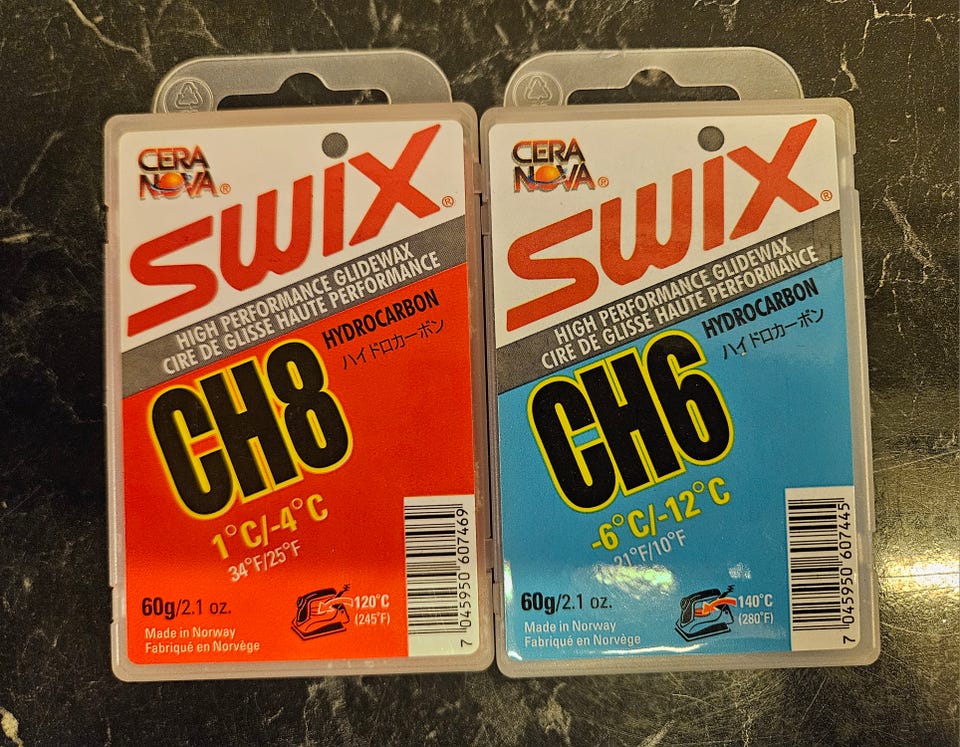 CERA
NOVA®
SWIX®
HIGH PERFORMANCE GLIDEWAX
CIRE DE GLISSE HAUTE PERFORMANCE
HYDROCARBON
ハイドロカーボン
CH8
1°C/-4°C
34°F/25°F
60g/2.1 oz.
120°C
(245°F)
Made in Norway
Fabriqué en Norvège
7 045950 607469
CERA
NOVA®
SWIX®
HIGH PERFORMANCE GLIDEWAX
CIRE DE GLISSE HAUTE PERFORMANCE
HYDROCARBON
ハイドロカーボン
CH6
-6°C/-12°C
21°F/10°F
60g/2.1 oz.
140°C
(280°F)
Made in Norway
Fabriqué en Norvège
7 045950 607445